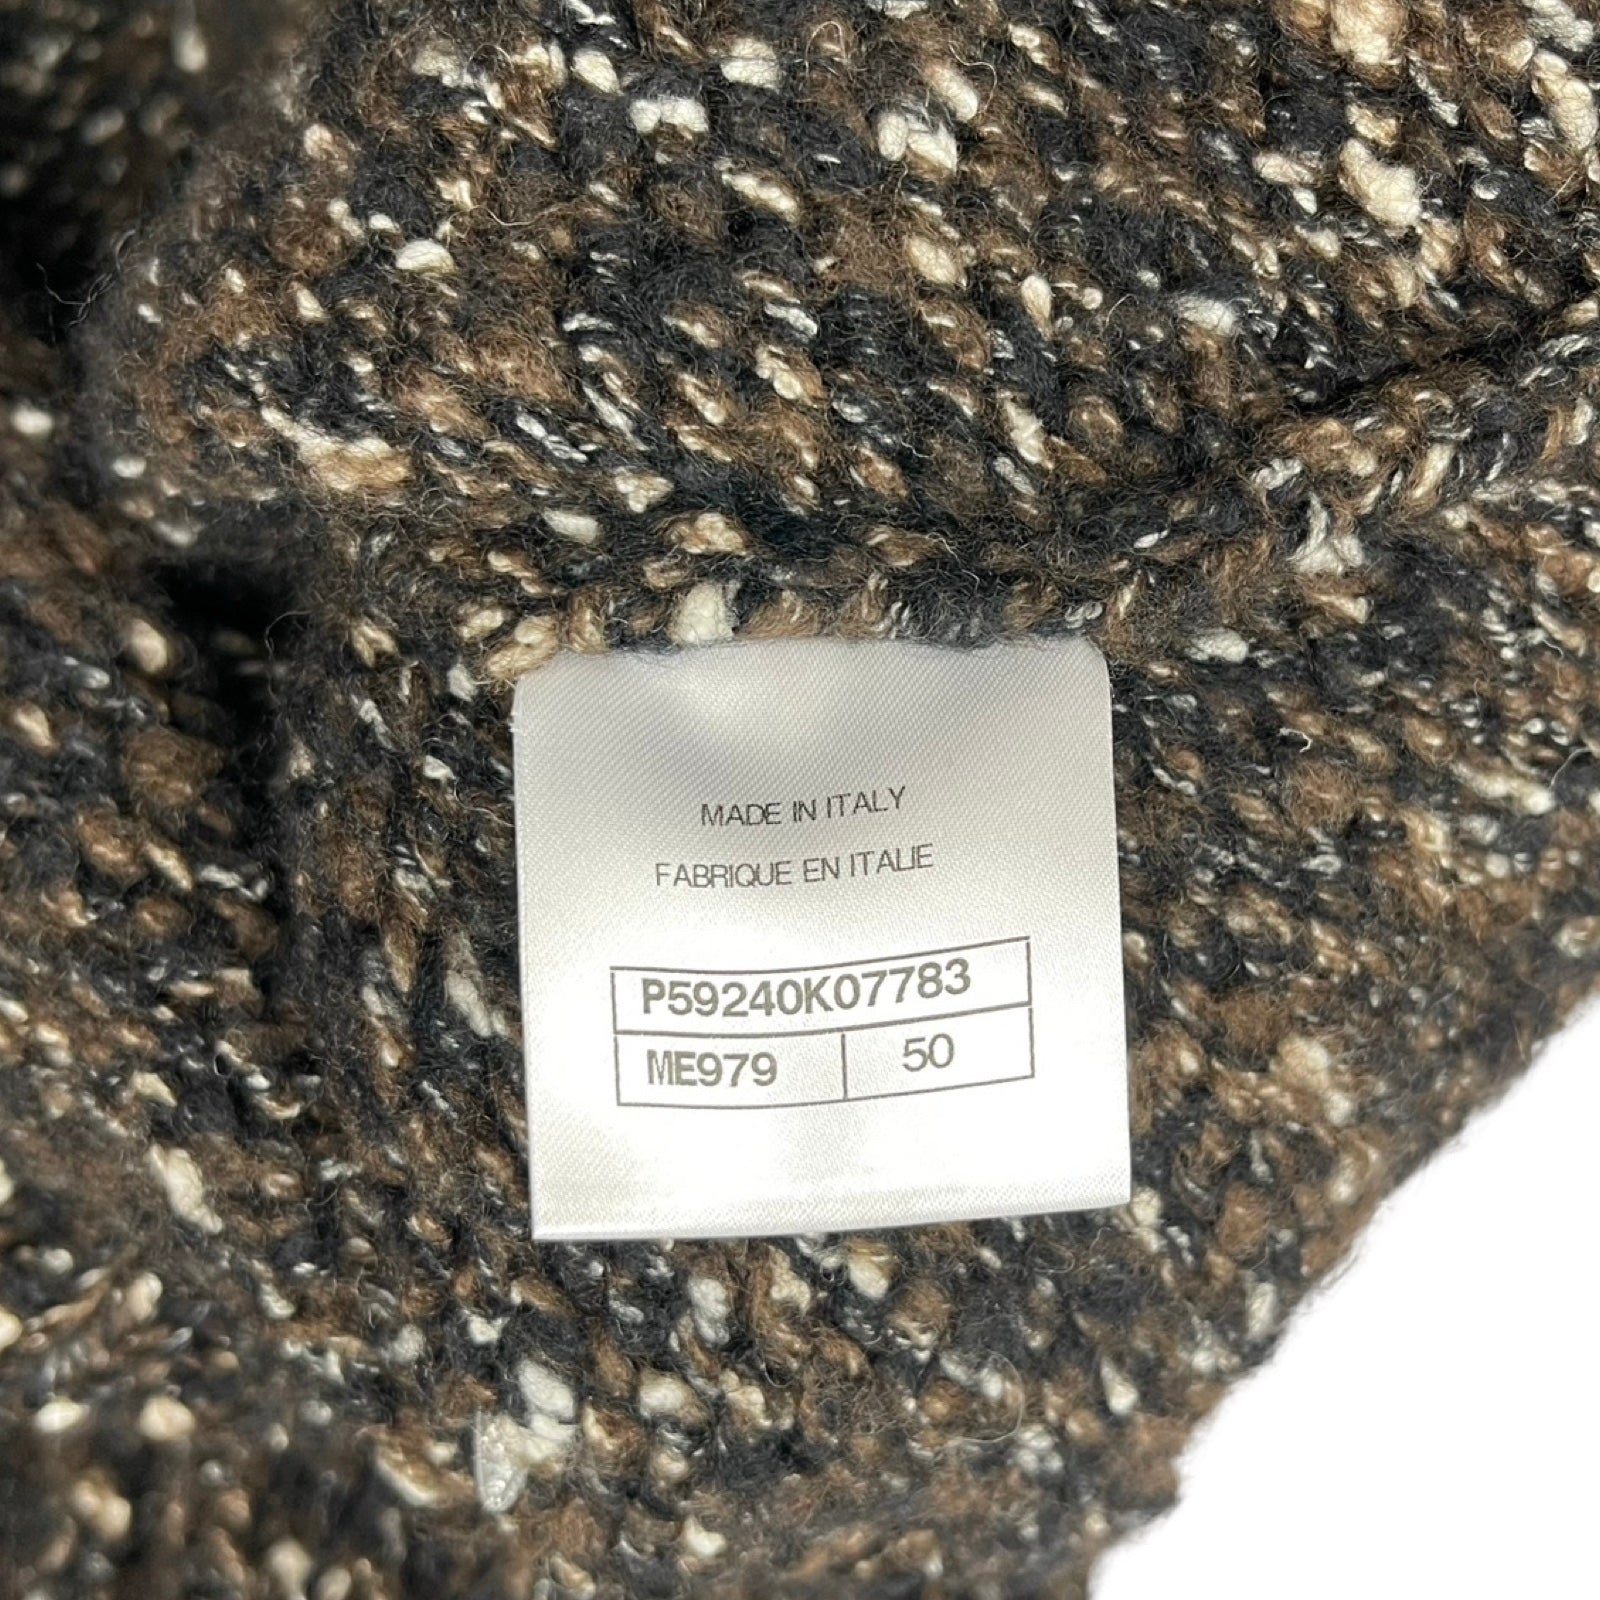 MADE IN ITALY
FABRIQUE EN ITALIE
P59240K07783
ME979 50